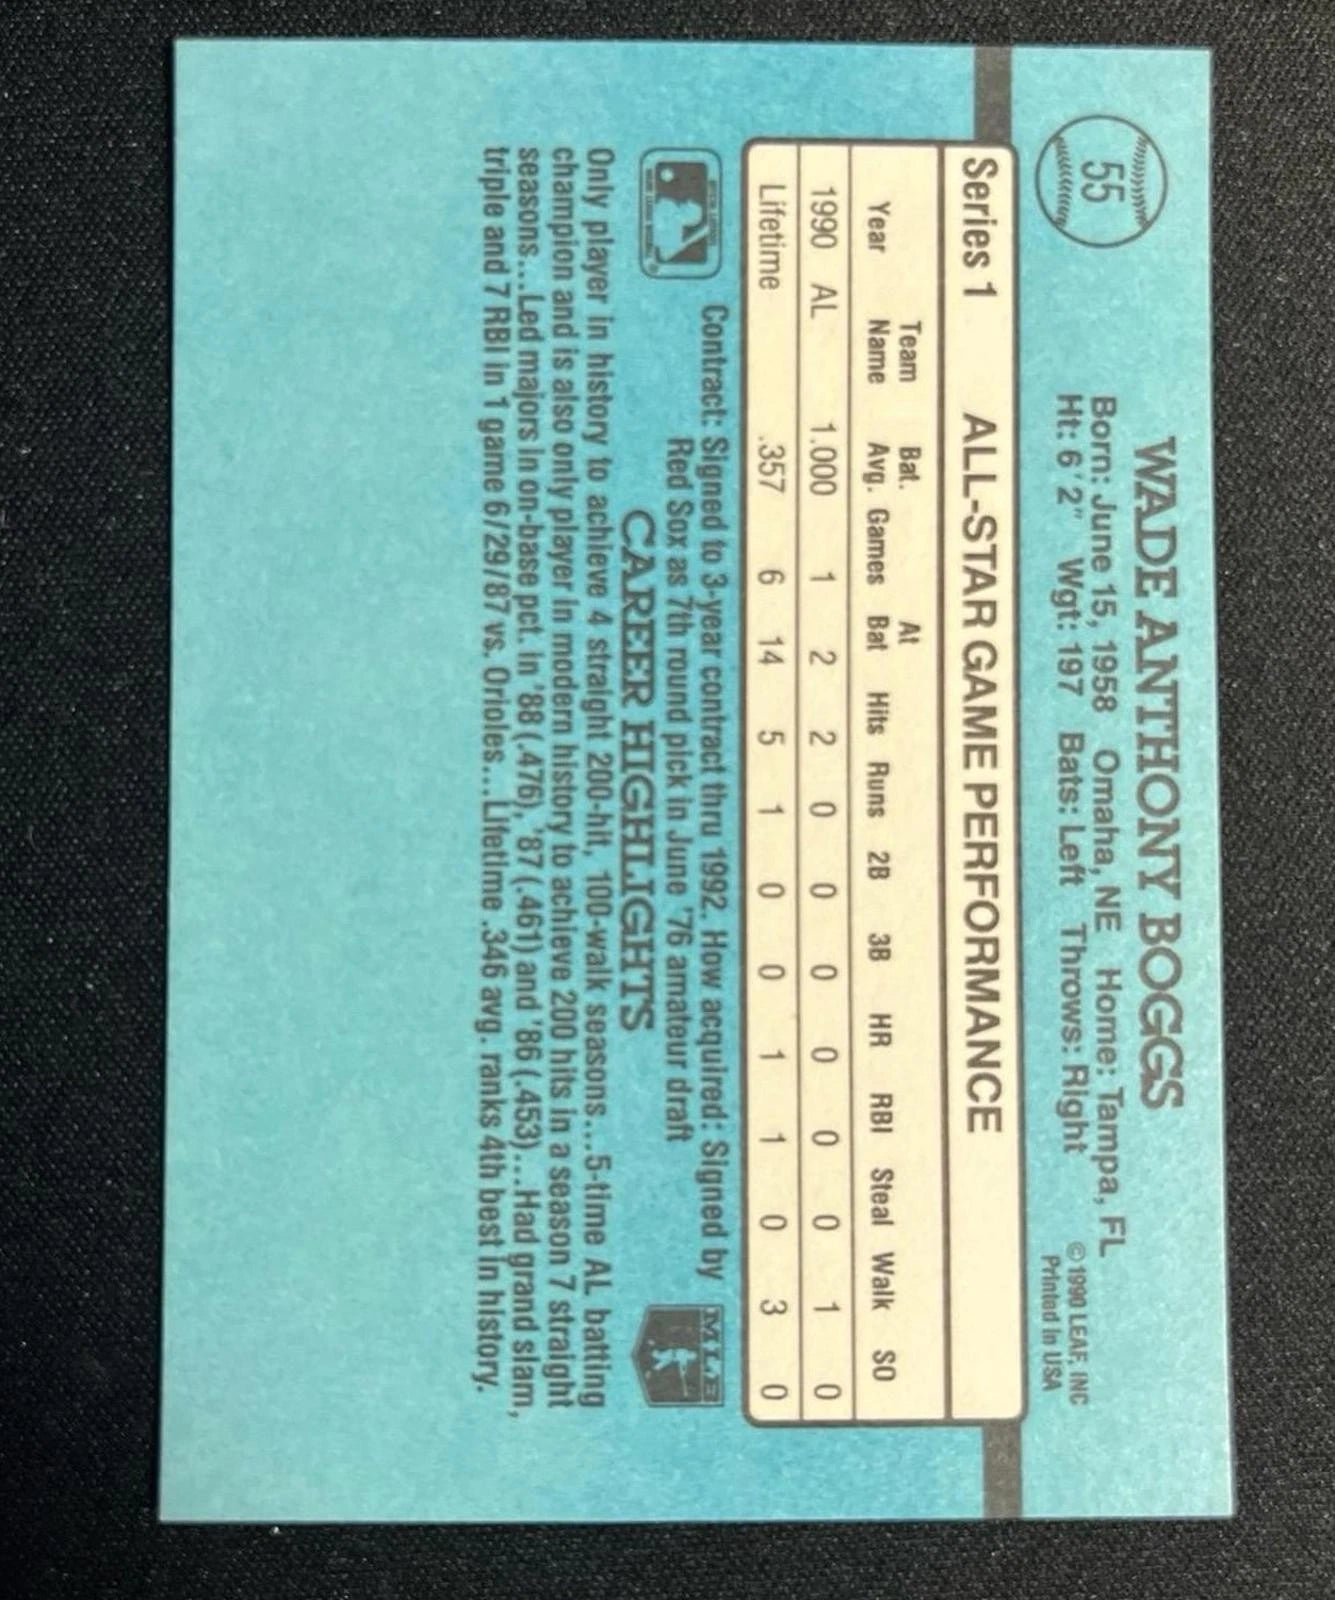 55
WADE ANTHONY BOGGS
Born: June 15, 1958 Omaha, NE Home: Tampa, FL
Ht: 6'2" Wgt: 197 Bats: Left Throws: Right
© 1990 LEAF, INC
Printed in USA
Series 1 ALL-STAR GAME PERFORMANCE
Team Bat. At
Year Name Avg. Games Bat Hits Runs 2B 3B HR RBI Steal Walk SO
1990 AL 1.000 1 2 2 0 0 0 0 0 0 1 0
Lifetime .357 6 14 5 1 0 0 1 1 0 3 0
Contract: Signed to 3-year contract thru 1992. How acquired: Signed by
Red Sox as 7th round pick in June '76 amateur draft
MLB
CAREER HIGHLIGHTS
Only player in history to achieve 4 straight 200-hit, 100-walk seasons...5-time AL batting
champion and is also only player in modern history to achieve 200 hits in a season 7 straight
seasons...Led majors in on-base pct. in '88 (.476), '87 (.461) and '86 (.453)...Had grand slam,
triple and 7 RBI in 1 game 6/29/87 vs. Orioles...Lifetime .346 avg. ranks 4th best in history.